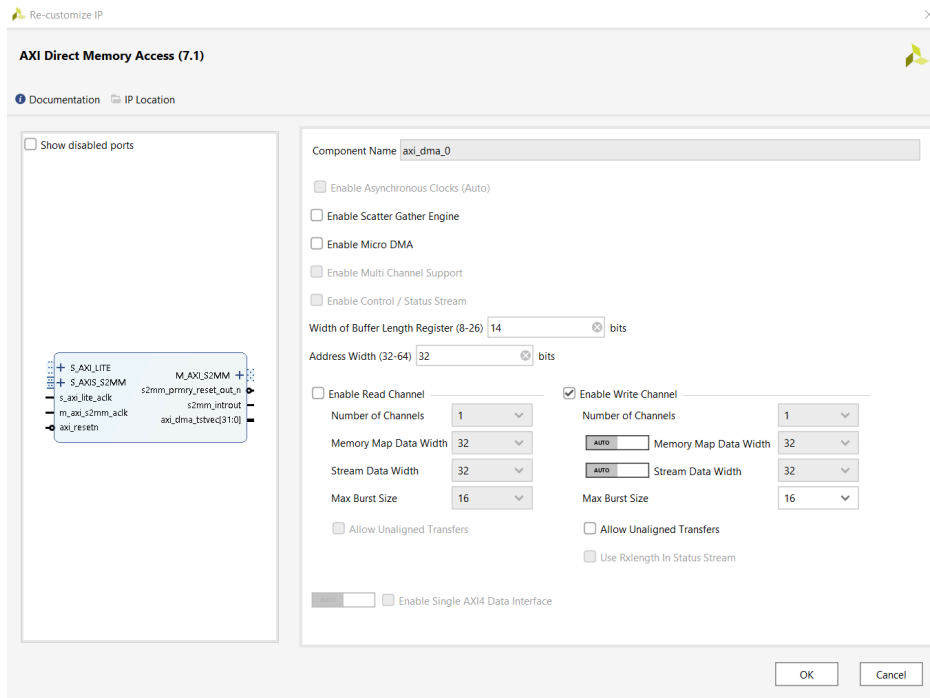 Re-customize IP
AXI Direct Memory Access (7.1)
Documentation IP Location
Show disabled ports
S_AXI_LITE
S_AXIS_S2MM
s_axi_lite_aclk
m_axi_s2mm_aclk
axi_resetn
M_AXI_S2MM
s2mm_prmry_reset_out_n
s2mm_introut
axi_dma_tstvec[31:0]
Component Name axi_dma_0
Enable Asynchronous Clocks (Auto)
Enable Scatter Gather Engine
Enable Micro DMA
Enable Multi Channel Support
Enable Control / Status Stream
Width of Buffer Length Register (8-26) 14 bits
Address Width (32-64) 32 bits
Enable Read Channel
Number of Channels 1
Memory Map Data Width 32
Stream Data Width 32
Max Burst Size 16
Allow Unaligned Transfers
Enable Write Channel
Number of Channels 1
AUTO Memory Map Data Width 32
AUTO Stream Data Width 32
Max Burst Size 16
Allow Unaligned Transfers
Use Rxlength In Status Stream
AUTO Enable Single AXI4 Data Interface
OK Cancel